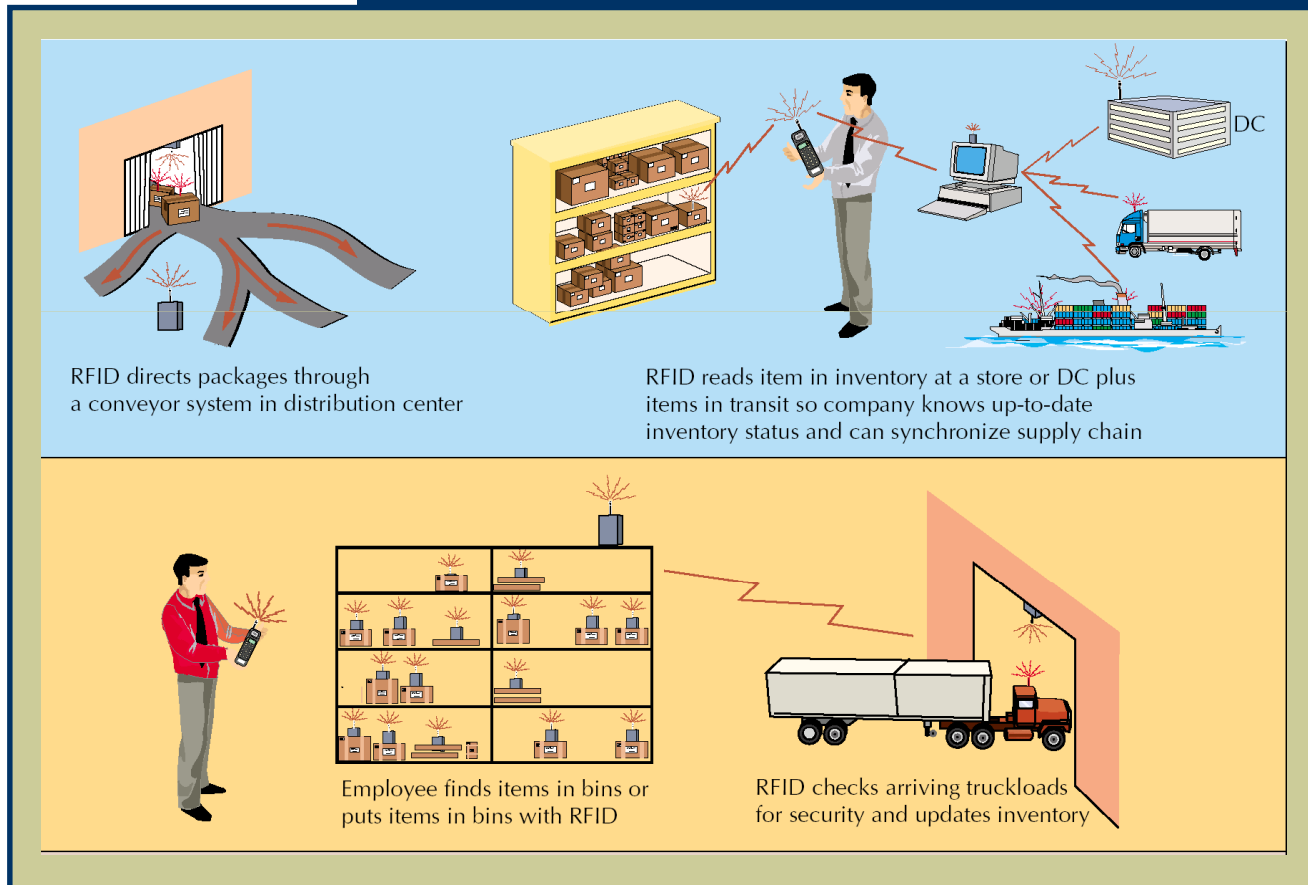 DC
RFID directs packages through
a conveyor system in distribution center
RFID reads item in inventory at a store or DC plus
items in transit so company knows up-to-date
inventory status and can synchronize supply chain
Employee finds items in bins or
puts items in bins with RFID
RFID checks arriving truckloads
for security and updates inventory